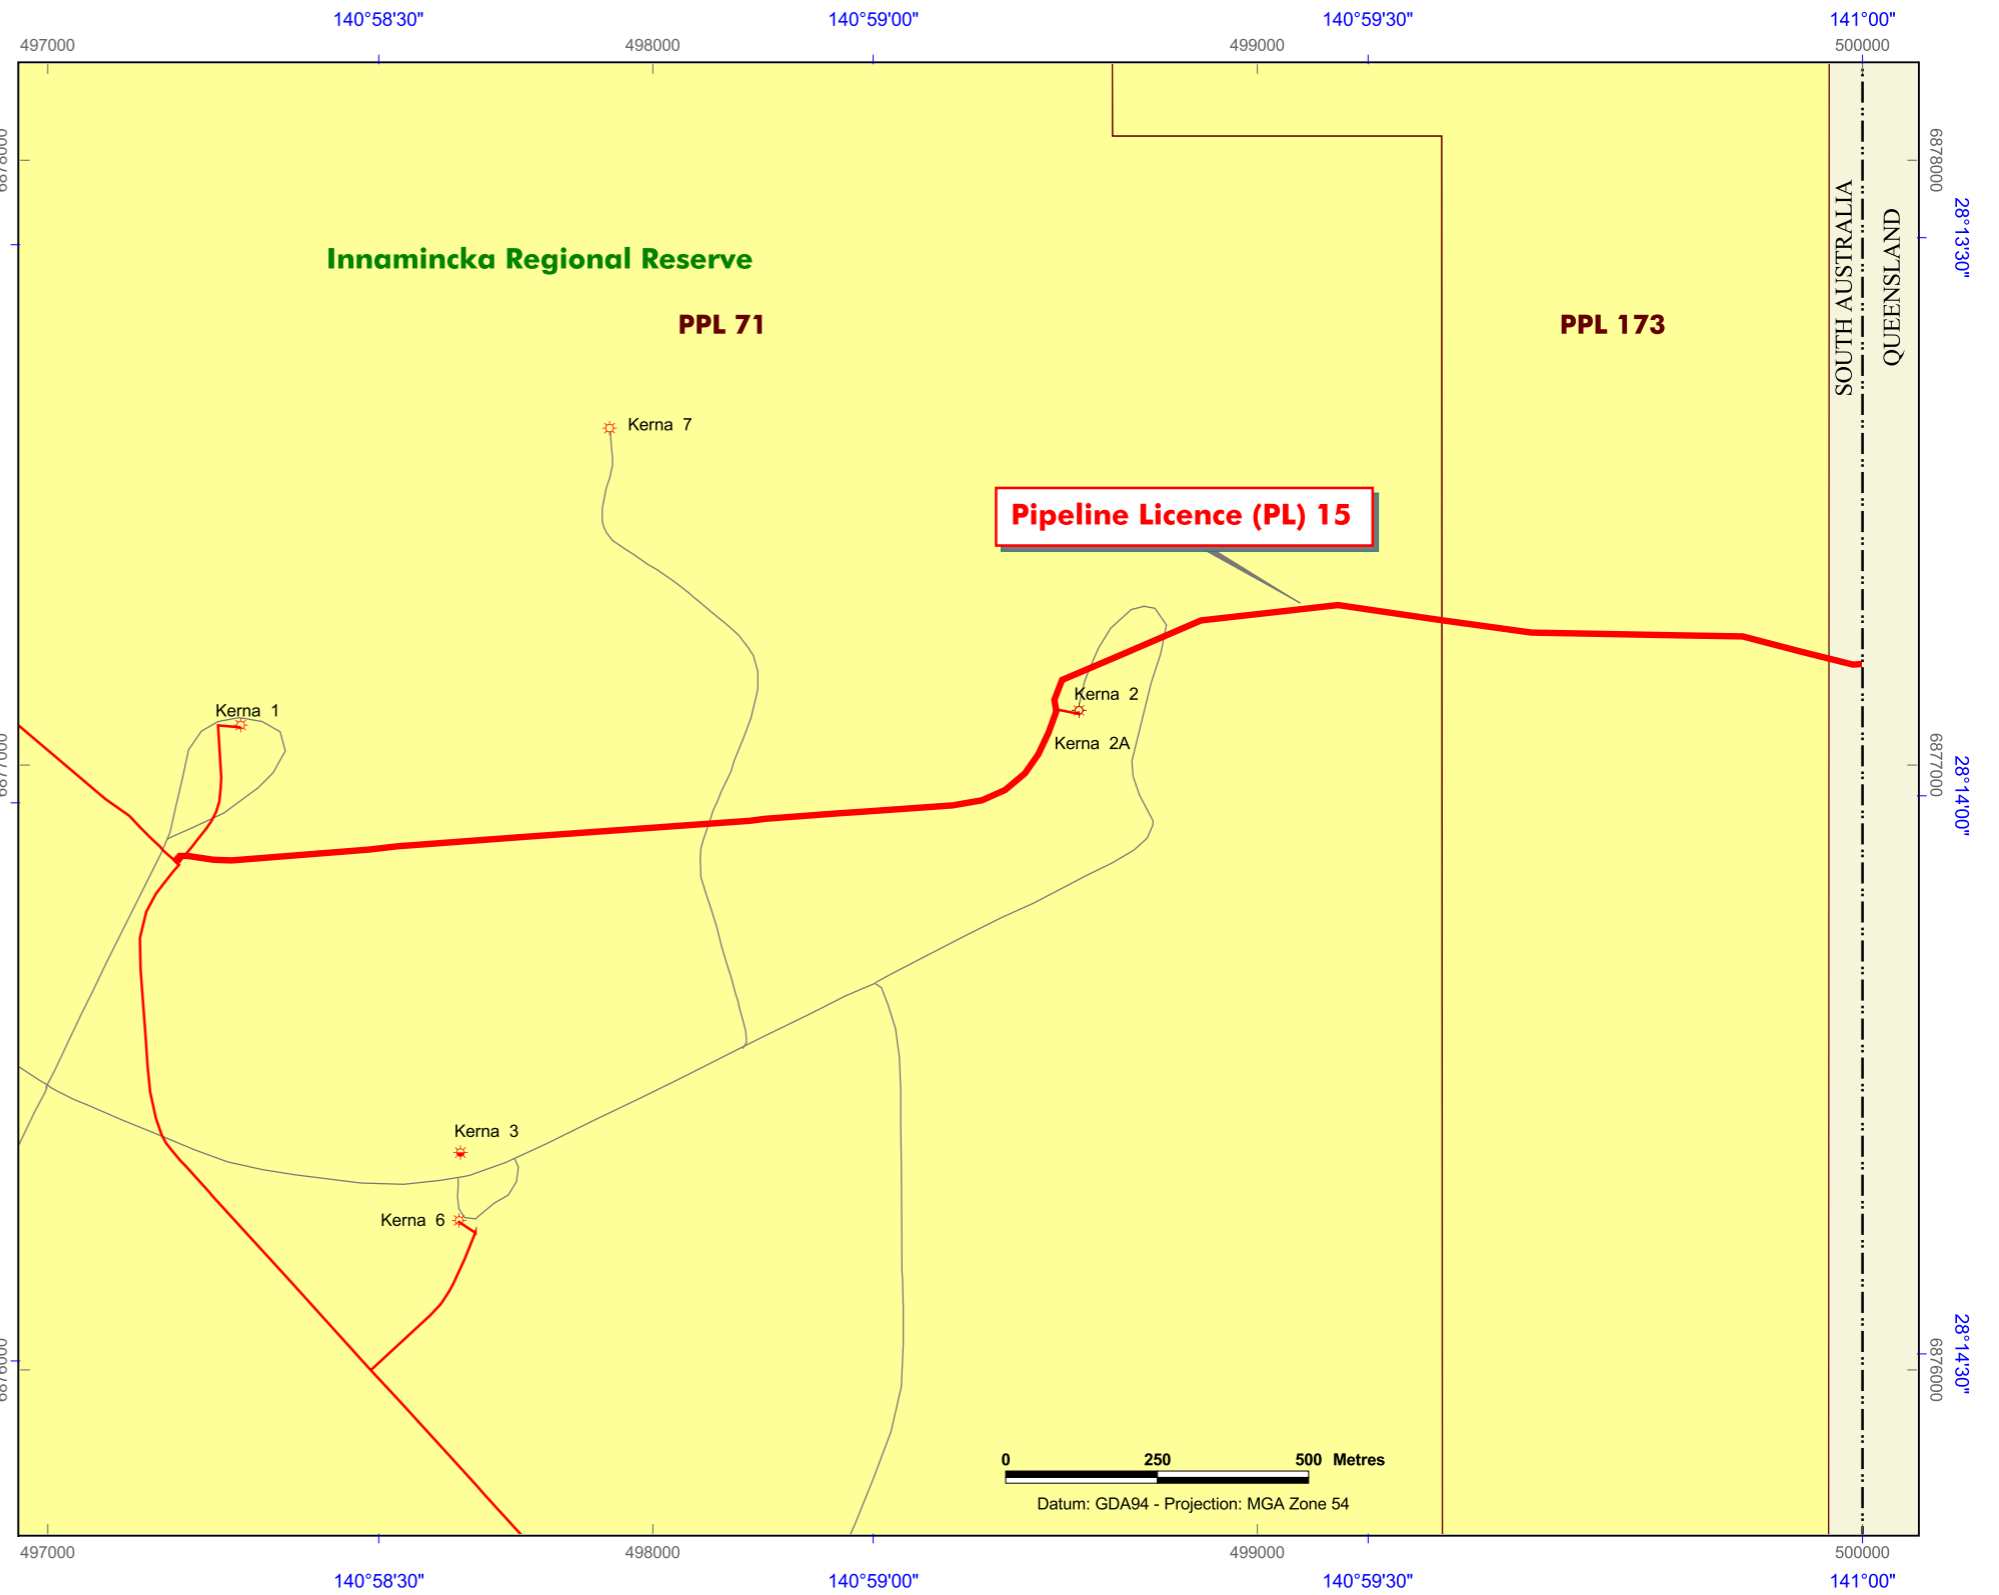 140°58'30" 140°59'00" 140°59'30" 141°00"
497000 498000 499000 500000
6878000 6878000
28°13'30"
SOUTH AUSTRALIA
QUEENSLAND
Innamincka Regional Reserve
PPL 71 PPL 173
Kerna 7
Pipeline Licence (PL) 15
Kerna 2
Kerna 1
Kerna 2A
6877000 6877000
28°14'00"
Kerna 3
Kerna 6
6876000 6876000
28°14'30"
0 250 500 Metres
Datum: GDA94 - Projection: MGA Zone 54
497000 498000 499000 500000
140°58'30" 140°59'00" 140°59'30" 141°00"